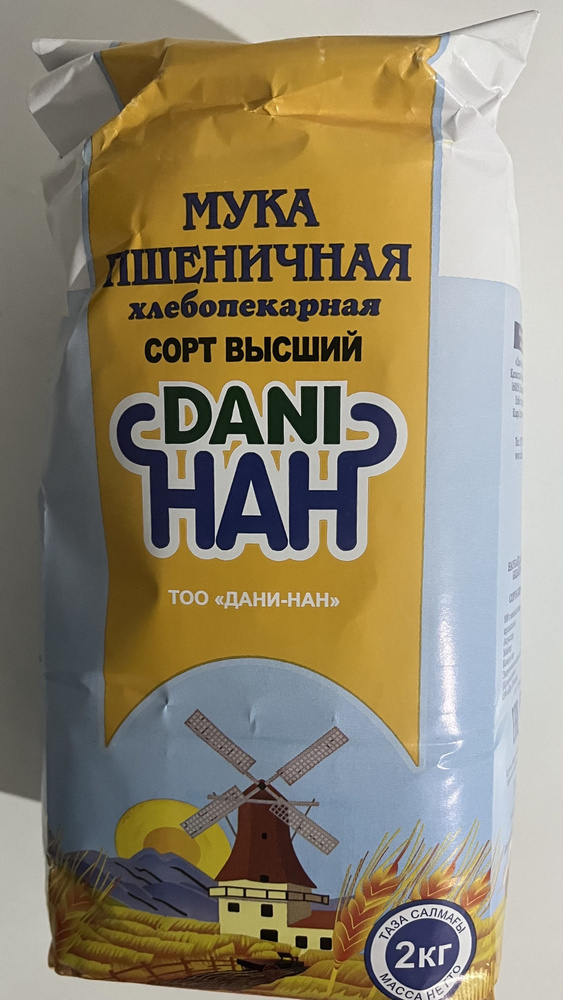 МУКА
ПШЕНИЧНАЯ
хлебопекарная
СОРТ ВЫСШИЙ
DANI
НАН
ТОО «ДАНИ-НАН»
ТАЗА САЛМАҒЫ
2кг
МАССА НЕТТО